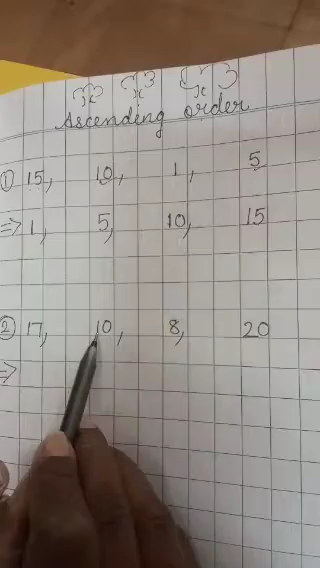 Ascending order
① 15, 10, 1, 5
⇒ 1, 5, 10, 15
② 17, 10, 8, 20
⇒